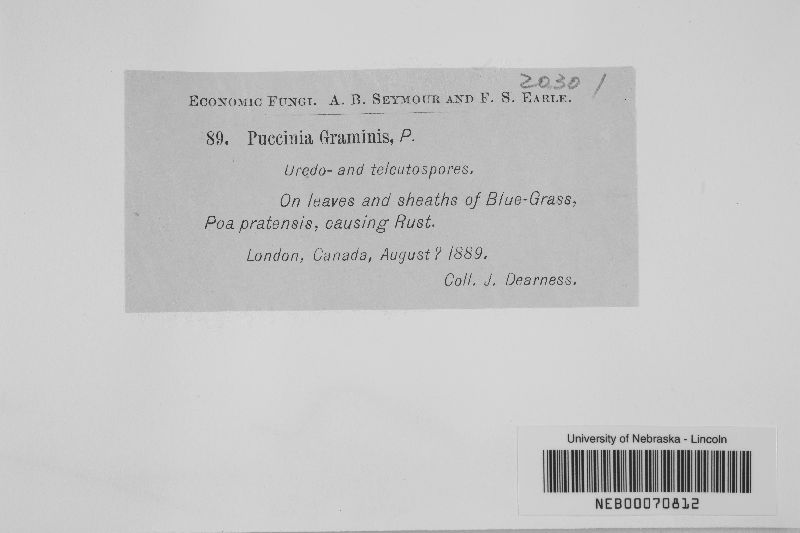 2030 /
Economic Fungi. A. B. Seymour and F. S. Earle.
89. Puccinia Graminis, P.
Uredo- and teleutospores.
On leaves and sheaths of Blue-Grass,
Poa pratensis, causing Rust.
London, Canada, August? 1889.
Coll. J. Dearness.
University of Nebraska - Lincoln
NEB00070812